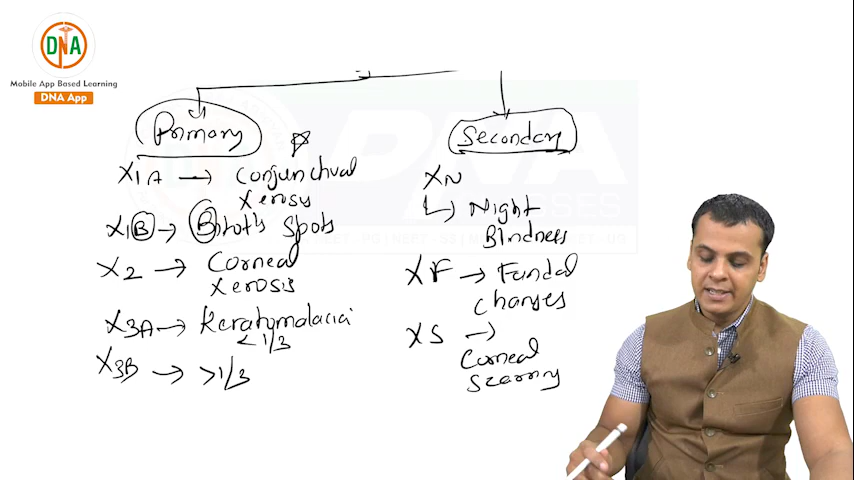 DNA
Mobile App Based Learning
DNA App
Primary
X1A → Conjunctival
Xerosis
X1B → Bitot's Spots
X2 → Corneal
Xerosis
X3A → Keratomalacia
< 1/3
X3B → > 1/3
Secondary
XN
↳ Night
Blindness
XF → Fundal
Changes
XS →
Corneal
Scarring